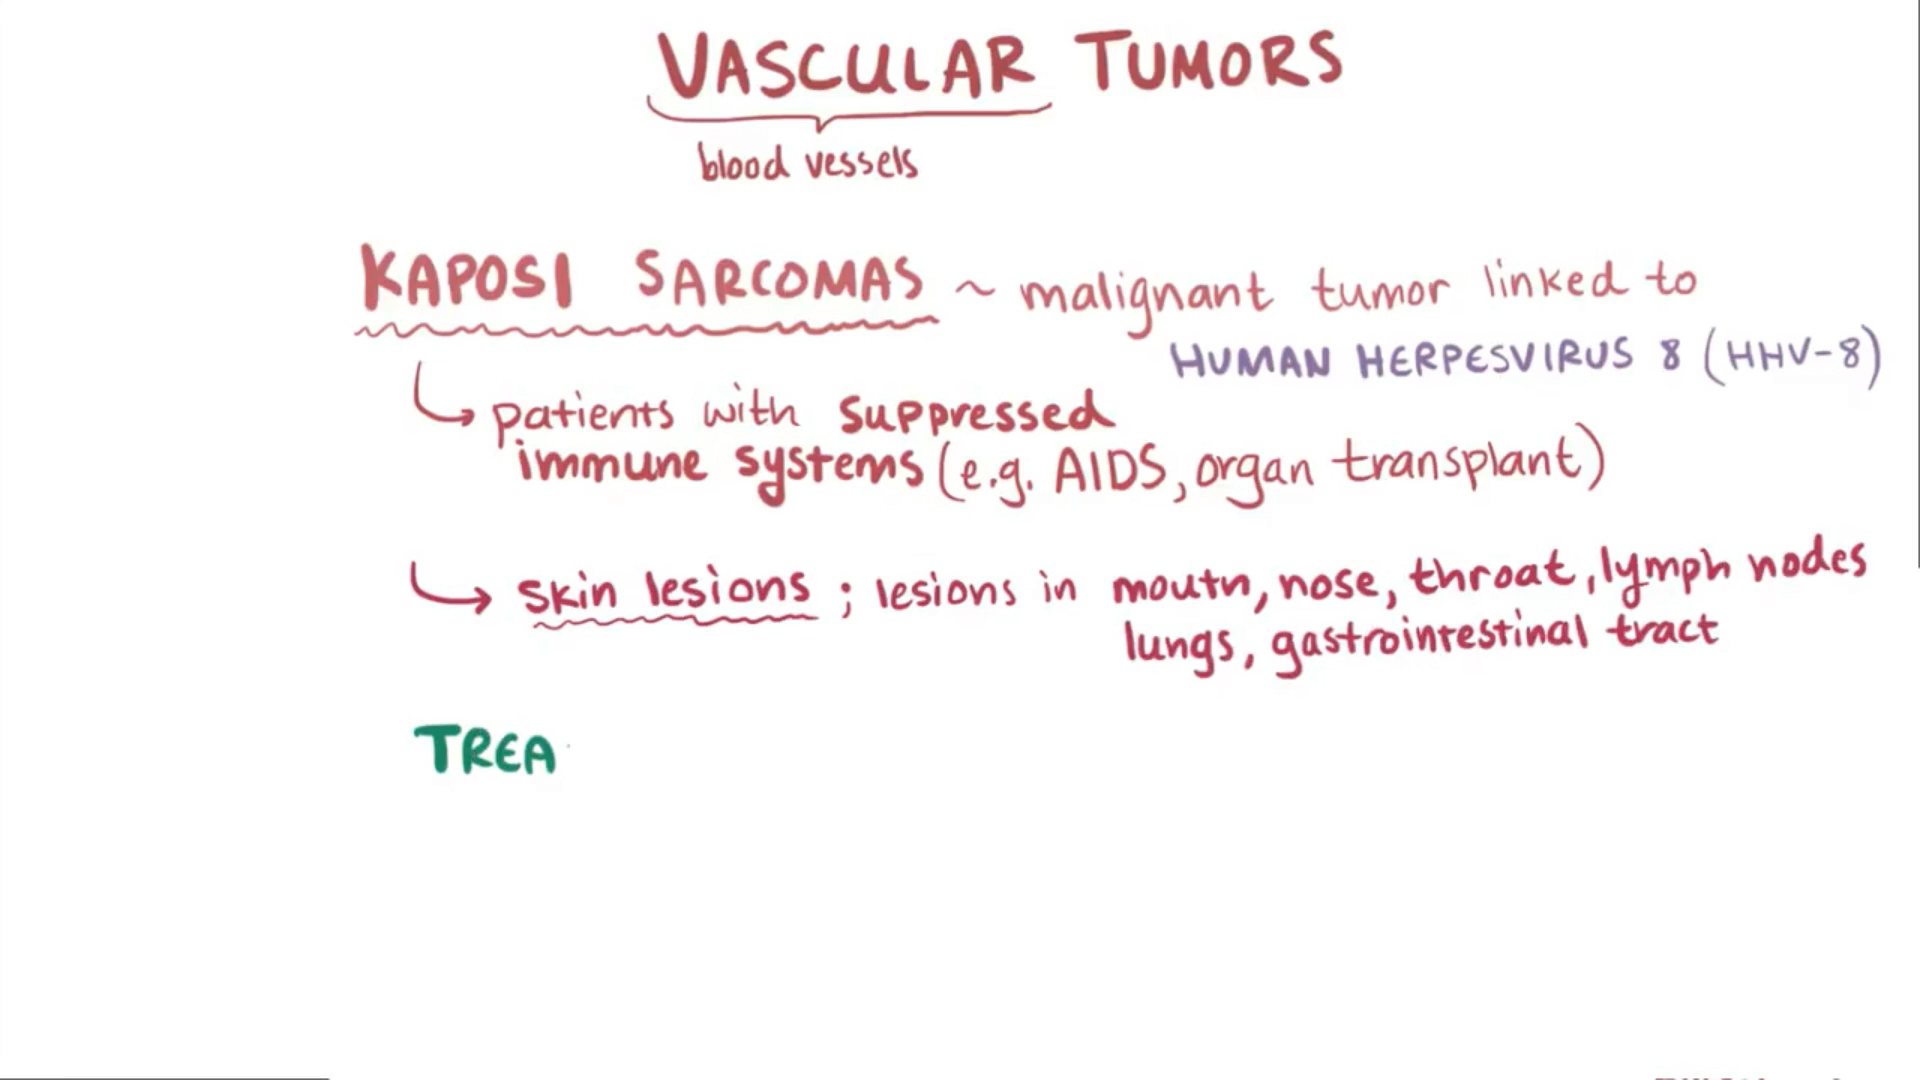 VASCULAR TUMORS
blood vessels
KAPOSI SARCOMAS ~ malignant tumor linked to
HUMAN HERPESVIRUS 8 (HHV-8)
patients with suppressed
immune systems (e.g. AIDS, organ transplant)
skin lesions ; lesions in mouth, nose, throat, lymph nodes
lungs, gastrointestinal tract
TREA